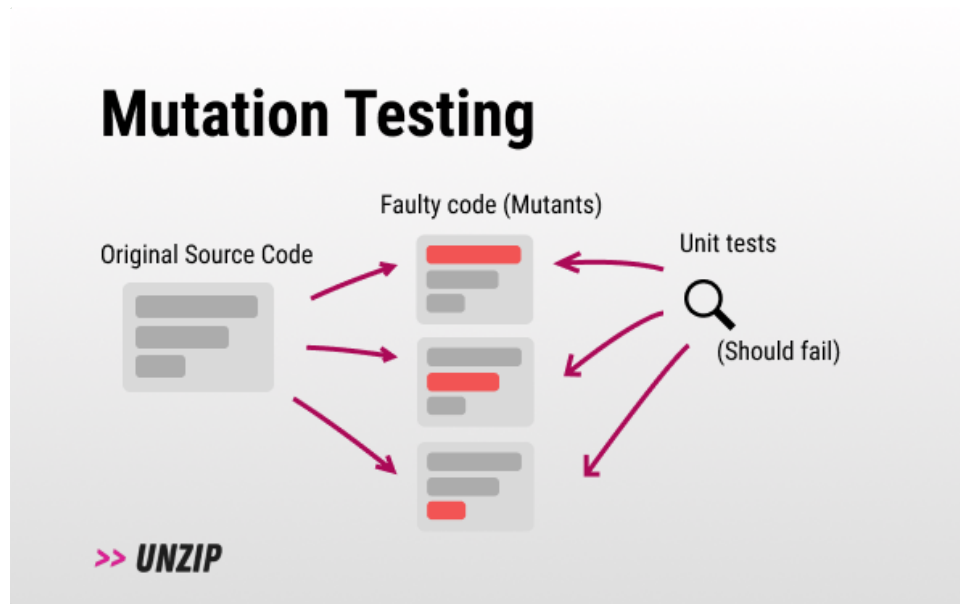 Mutation Testing
Faulty code (Mutants)
Original Source Code
Unit tests
(Should fail)
>> UNZIP